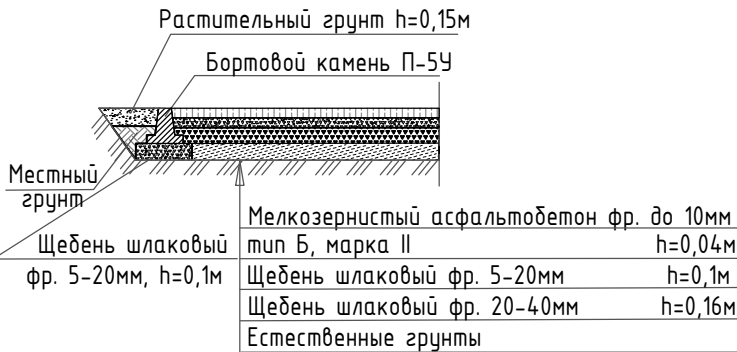 Растительный грунт h=0,15м
Бортовой камень П-5У
Местный
грунт
Щебень шлаковый
фр. 5-20мм, h=0,1м
Мелкозернистый асфальтобетон фр. до 10мм
тип Б, марка II h=0,04м
Щебень шлаковый фр. 5-20мм h=0,1м
Щебень шлаковый фр. 20-40мм h=0,16м
Естественные грунты